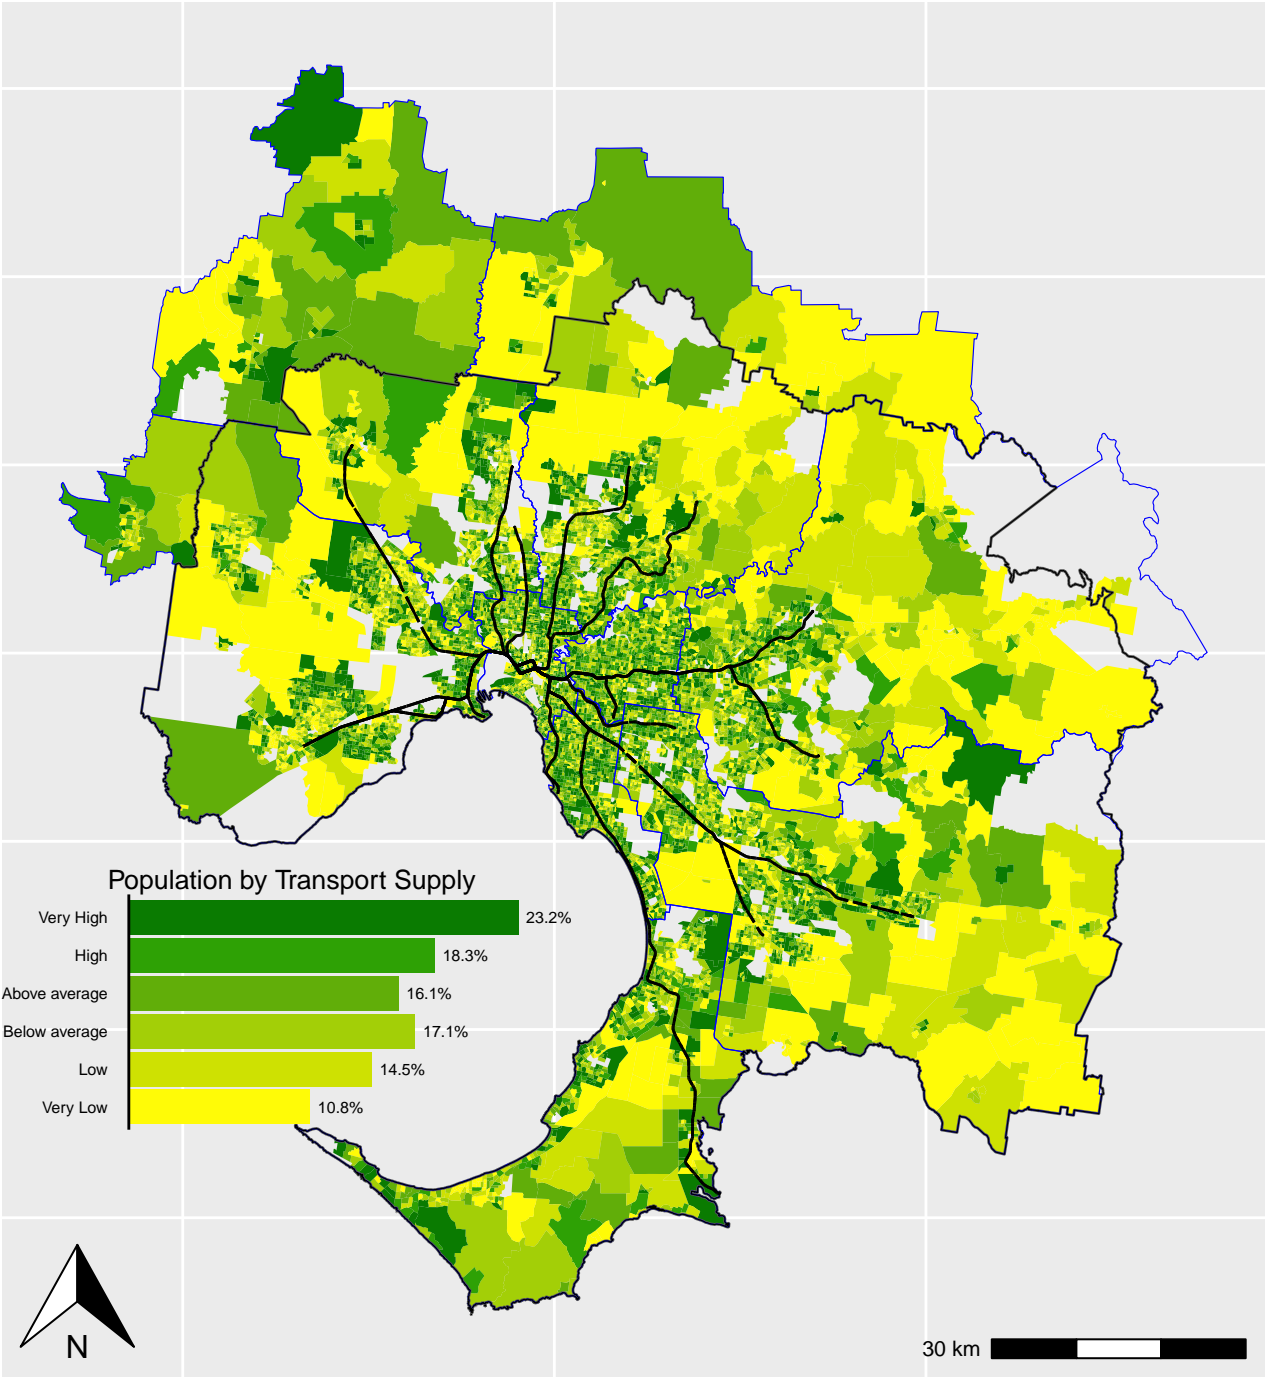 Population by Transport Supply
Very High 23.2%
High 18.3%
Above average 16.1%
Below average 17.1%
Low 14.5%
Very Low 10.8%
N
30 km